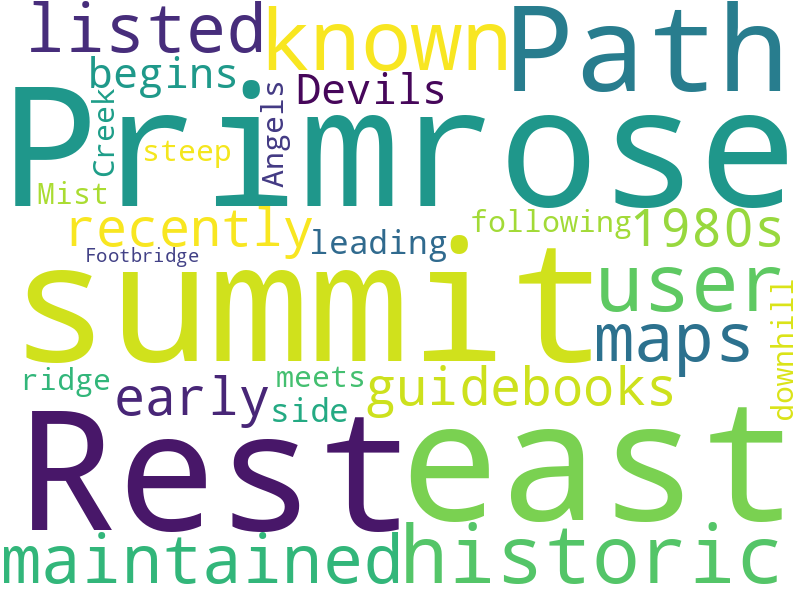 listed
known
Path
begins
Devils
Primrose
Creek
Angels
steep
Mist
recently
following
1980s
leading
Footbridge
summit
user
maps
downhill
ridge
meets
early
side
guidebooks
Rest
east
maintained
historic